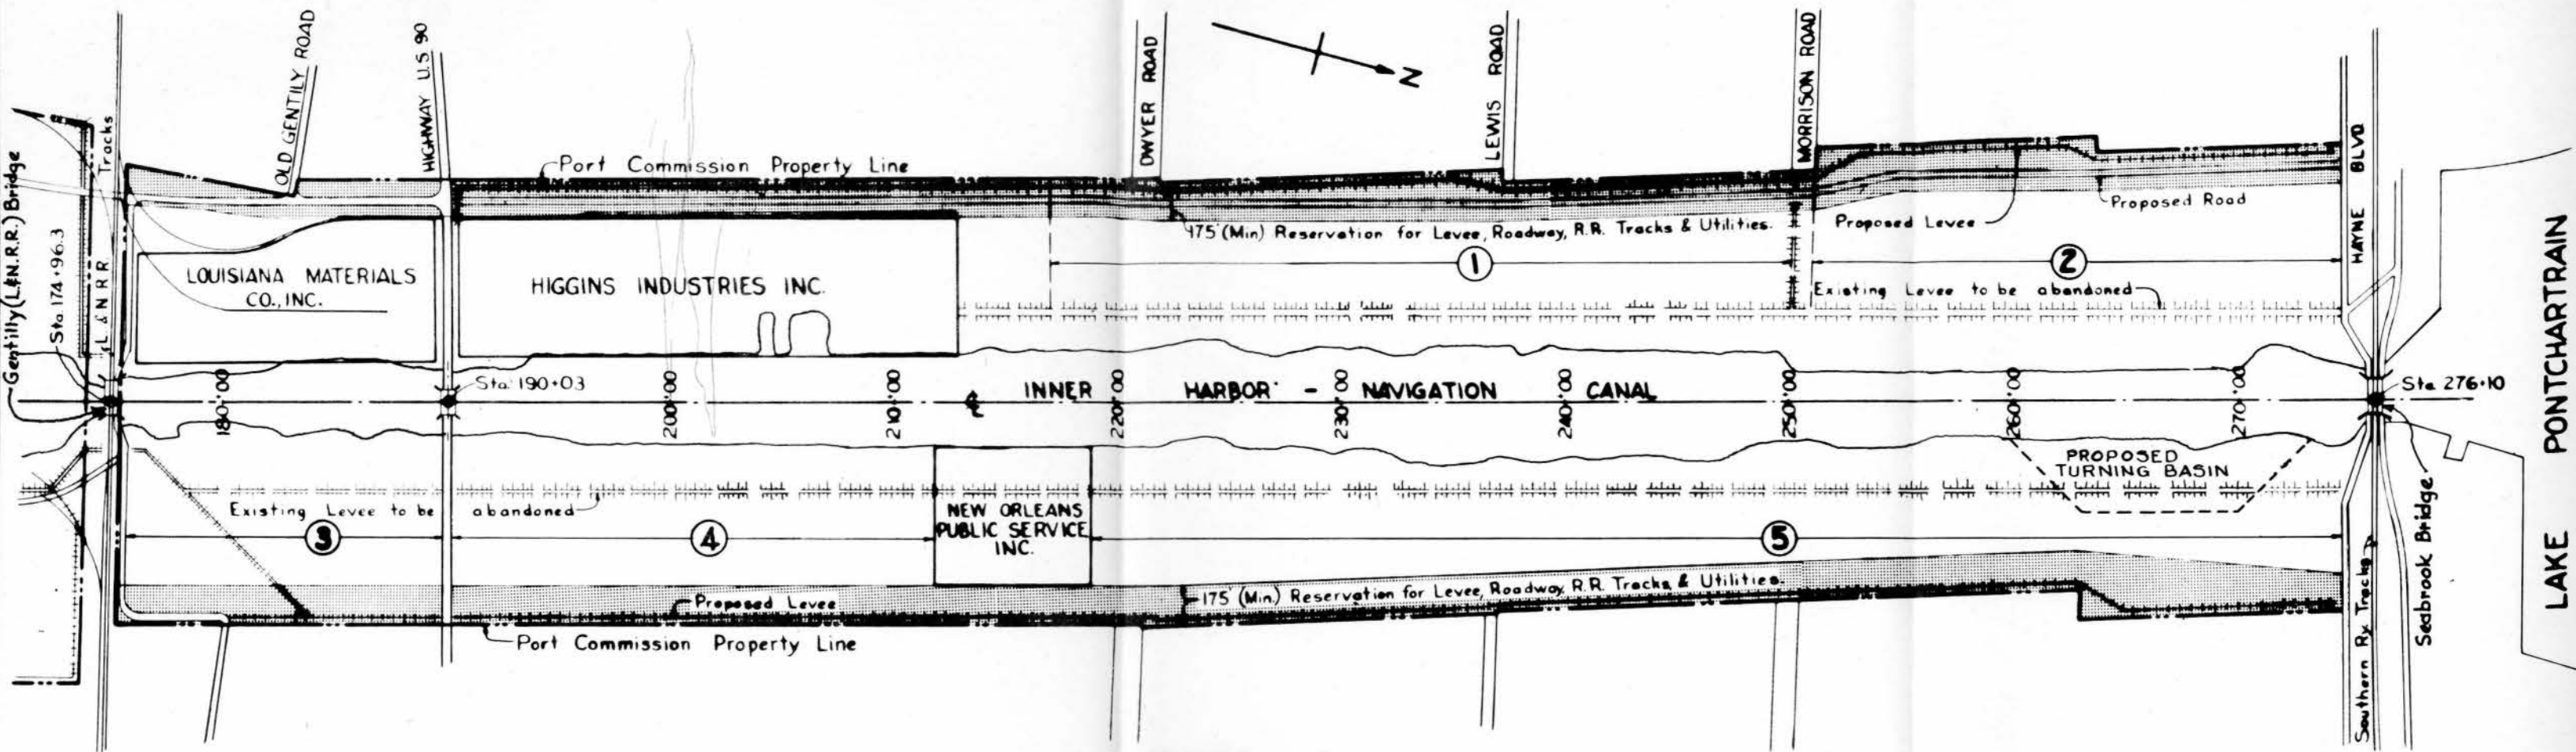 OLD GENTILLY ROAD
HIGHWAY U.S 90
DWYER ROAD
N
LEWIS ROAD
MORRISON ROAD
HAYNE BLVD.
Gentilly (L&N.R.R.) Bridge
Sta. 174+96.3
L & N R R Tracks
Port Commission Property Line
175' (Min) Reservation for Levee, Roadway, R.R. Tracks & Utilities.
Proposed Levee
Proposed Road
LOUISIANA MATERIALS
CO., INC.
HIGGINS INDUSTRIES INC.
1
2
Existing Levee to be abandoned
180+00
Sta. 190+03
200+00
210+00
℄ INNER HARBOR - NAVIGATION CANAL
220+00
230+00
240+00
250+00
260+00
270+00
Sta 276+10
PROPOSED
TURNING BASIN
Existing Levee to be abandoned
3
4
NEW ORLEANS
PUBLIC SERVICE
INC.
5
Proposed Levee
175' (Min.) Reservation for Levee, Roadway, R.R. Tracks & Utilities.
Port Commission Property Line
Southern Ry. Tracks
Seabrook Bridge
LAKE PONTCHARTRAIN